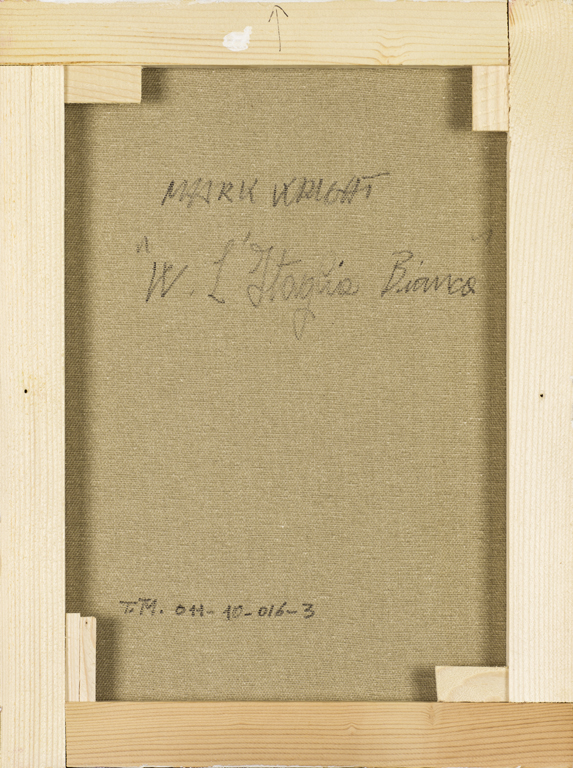 MARK WRIGHT
"W L'Itaglia Bianca"
T.M. 011-10-016-3